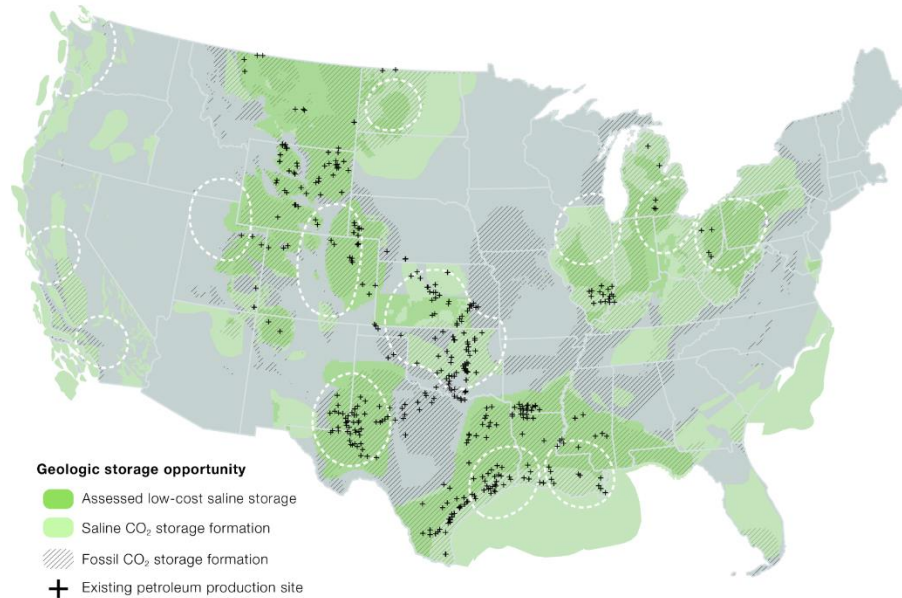 Geologic storage opportunity
Assessed low-cost saline storage
Saline CO₂ storage formation
Fossil CO₂ storage formation
Existing petroleum production site